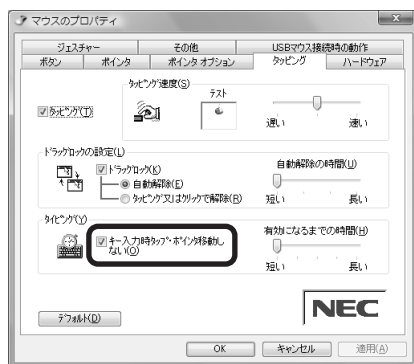 マウスのプロパティ
ジェスチャー その他 USBマウス接続時の動作
ボタン ポインタ ポインタ オプション タッピング ハードウェア
タッピング速度(S)
テスト
タッピング(T)
遅い 速い
ドラッグロックの設定(L)
ドラッグロック(K)
自動解除の時間(U)
自動解除(E)
タッピング又はクリックで解除(R)
短い 長い
タイピング(Y)
キー入力時タップ・ポインタ移動し
ない(O)
有効になるまでの時間(H)
短い 長い
デフォルト(D)
NEC
OK キャンセル 適用(A)